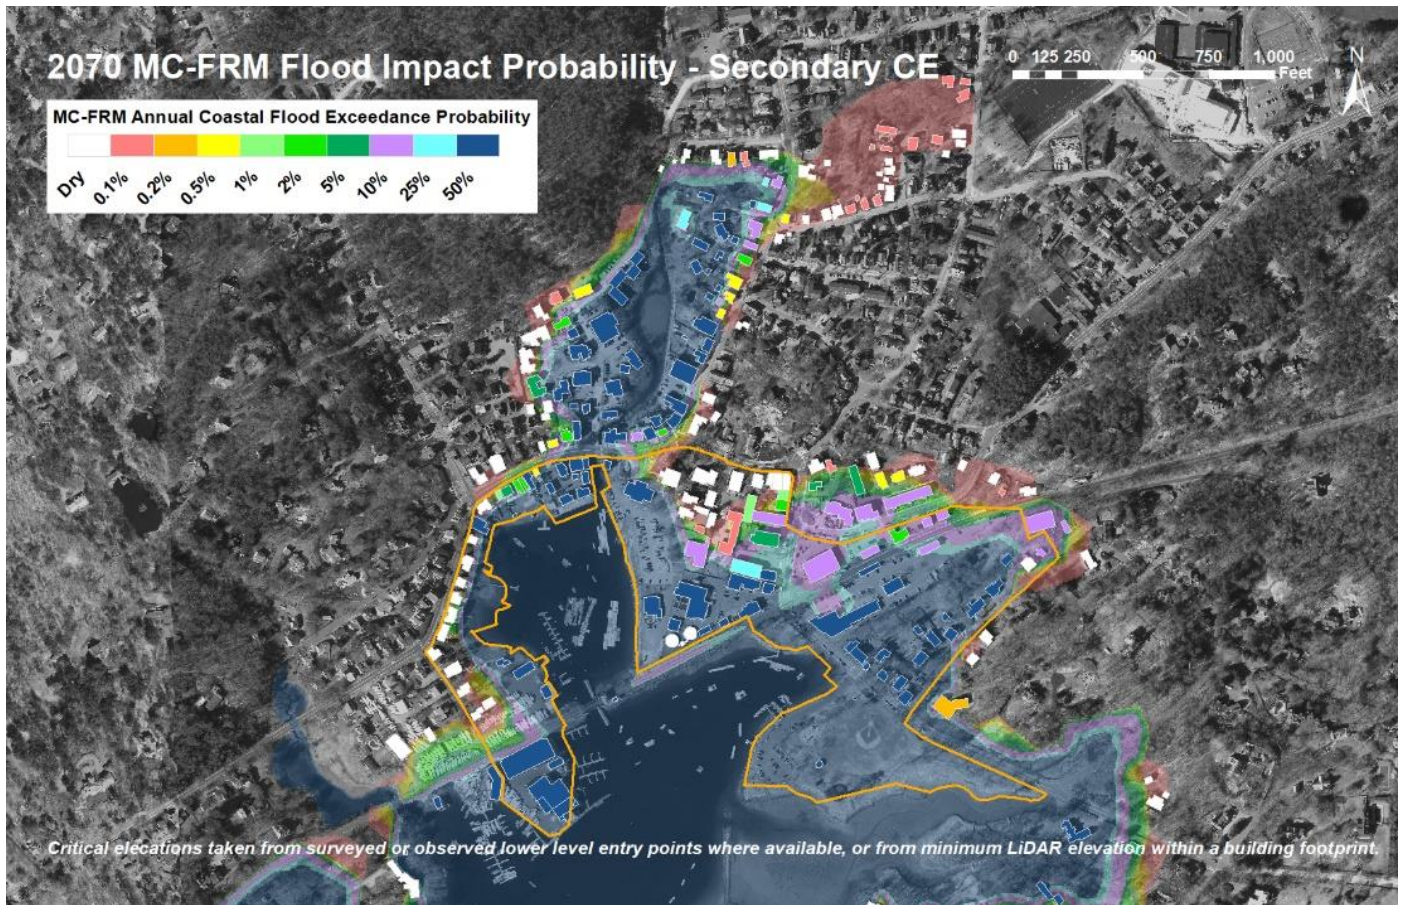 2070 MC-FRM Flood Impact Probability - Secondary CE
0 125 250 500 750 1,000
Feet
N
MC-FRM Annual Coastal Flood Exceedance Probability
Dry 0.1% 0.2% 0.5% 1% 2% 5% 10% 25% 50%
Critical elecations taken from surveyed or observed lower level entry points where available, or from minimum LiDAR elevation within a building footprint.